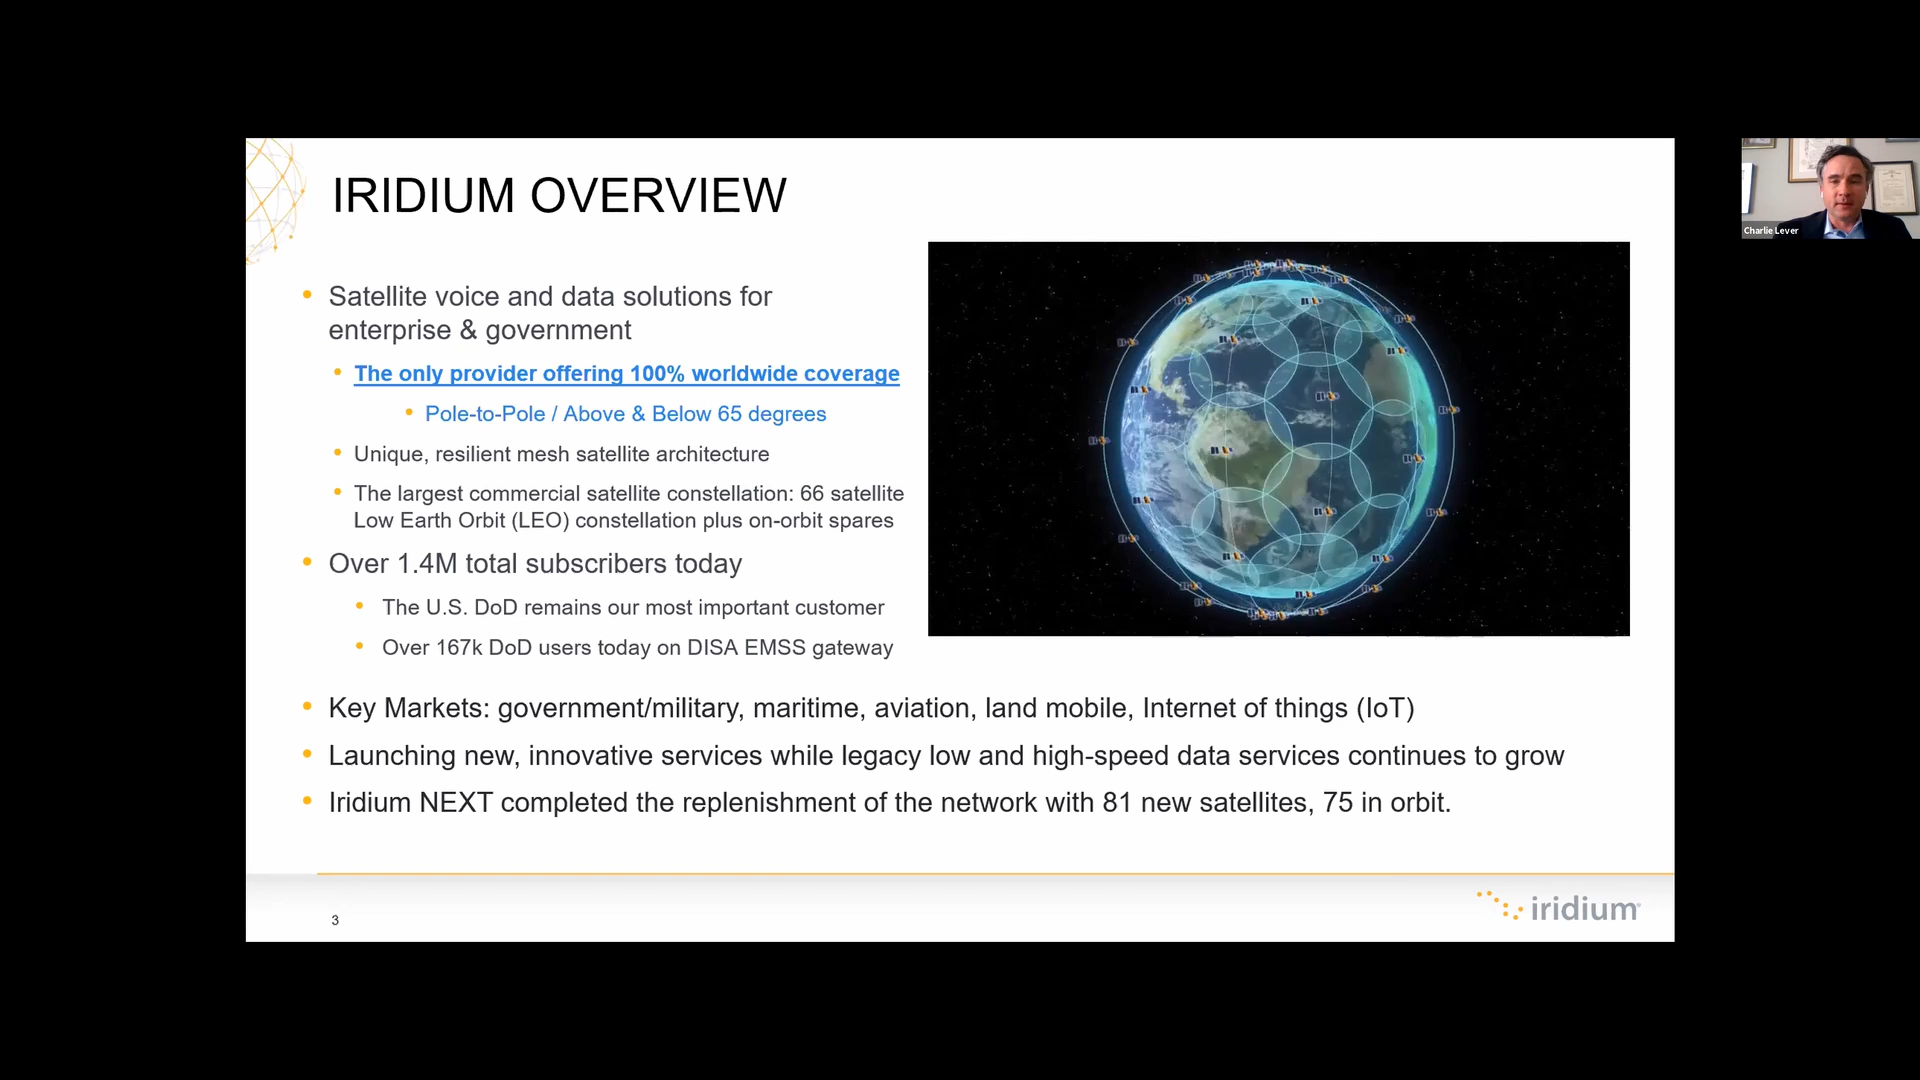 IRIDIUM OVERVIEW
Satellite voice and data solutions for
enterprise & government
The only provider offering 100% worldwide coverage
Pole-to-Pole / Above & Below 65 degrees
Unique, resilient mesh satellite architecture
The largest commercial satellite constellation: 66 satellite
Low Earth Orbit (LEO) constellation plus on-orbit spares
Over 1.4M total subscribers today
The U.S. DoD remains our most important customer
Over 167k DoD users today on DISA EMSS gateway
Key Markets: government/military, maritime, aviation, land mobile, Internet of things (IoT)
Launching new, innovative services while legacy low and high-speed data services continues to grow
Iridium NEXT completed the replenishment of the network with 81 new satellites, 75 in orbit.
3
iridium
Charlie Lever